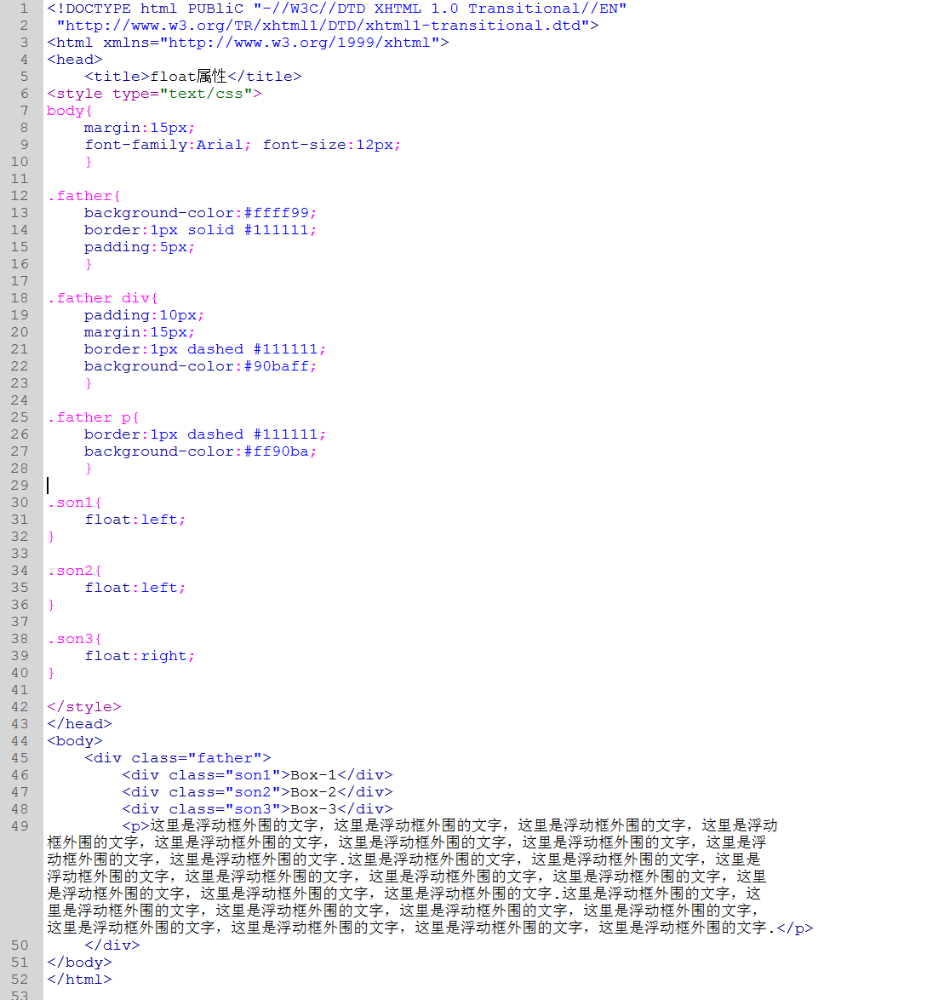 1 <!DOCTYPE html PUBliC "-//W3C//DTD XHTML 1.0 Transitional//EN"
2 "http://www.w3.org/TR/xhtml1/DTD/xhtml1-transitional.dtd">
3 <html xmlns="http://www.w3.org/1999/xhtml">
4 <head>
5 <title>float属性</title>
6 <style type="text/css">
7 body{
8 margin:15px;
9 font-family:Arial; font-size:12px;
10 }
11
12 .father{
13 background-color:#ffff99;
14 border:1px solid #111111;
15 padding:5px;
16 }
17
18 .father div{
19 padding:10px;
20 margin:15px;
21 border:1px dashed #111111;
22 background-color:#90baff;
23 }
24
25 .father p{
26 border:1px dashed #111111;
27 background-color:#ff90ba;
28 }
29
30 .son1{
31 float:left;
32 }
33
34 .son2{
35 float:left;
36 }
37
38 .son3{
39 float:right;
40 }
41
42 </style>
43 </head>
44 <body>
45 <div class="father">
46 <div class="son1">Box-1</div>
47 <div class="son2">Box-2</div>
48 <div class="son3">Box-3</div>
49 <p>这里是浮动框外围的文字，这里是浮动框外围的文字，这里是浮动框外围的文字，这里是浮动
框外围的文字，这里是浮动框外围的文字，这里是浮动框外围的文字，这里是浮动框外围的文字，这里是浮
动框外围的文字，这里是浮动框外围的文字.这里是浮动框外围的文字，这里是浮动框外围的文字，这里是
浮动框外围的文字，这里是浮动框外围的文字，这里是浮动框外围的文字，这里是浮动框外围的文字，这里
是浮动框外围的文字，这里是浮动框外围的文字，这里是浮动框外围的文字.这里是浮动框外围的文字，这
里是浮动框外围的文字，这里是浮动框外围的文字，这里是浮动框外围的文字，这里是浮动框外围的文字，
这里是浮动框外围的文字，这里是浮动框外围的文字，这里是浮动框外围的文字，这里是浮动框外围的文字.</p>
50 </div>
51 </body>
52 </html>
53